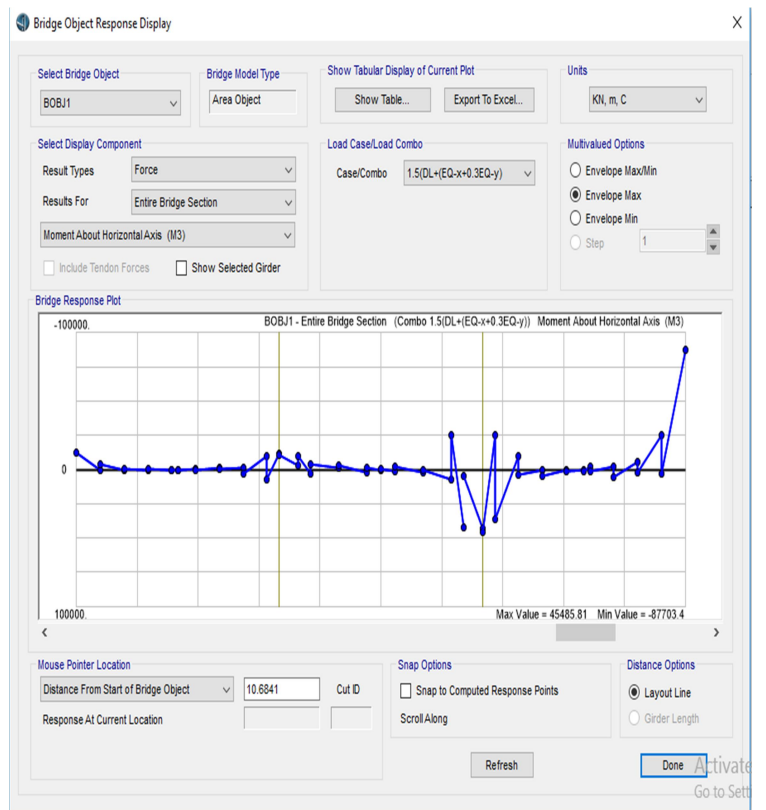 Bridge Object Response Display
X
Select Bridge Object
BOBJ1
Bridge Model Type
Area Object
Show Tabular Display of Current Plot
Show Table...
Export To Excel...
Units
KN, m, C
Select Display Component
Result Types
Force
Results For
Entire Bridge Section
Moment About Horizontal Axis (M3)
Include Tendon Forces
Show Selected Girder
Load Case/Load Combo
Case/Combo
1.5(DL+(EQ-x+0.3EQ-y)
Multivalued Options
Envelope Max/Min
Envelope Max
Envelope Min
Step
1
Bridge Response Plot
-100000.
BOBJ1 - Entire Bridge Section (Combo 1.5(DL+(EQ-x+0.3EQ-y)) Moment About Horizontal Axis (M3)
0
100000.
Max Value = 45485.81 Min Value = -87703.4
Mouse Pointer Location
Distance From Start of Bridge Object
10.6841
Cut ID
Response At Current Location
Snap Options
Snap to Computed Response Points
Scroll Along
Distance Options
Layout Line
Girder Length
Refresh
Done
Activate
Go to Sett